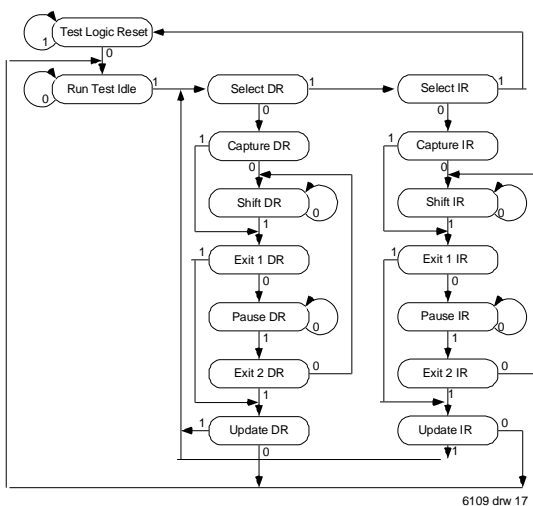 Test Logic Reset
1
0
Run Test Idle
0
1
Select DR
1
Select IR
1
0
0
1
Capture DR
1
Capture IR
0
0
Shift DR
0
Shift IR
0
1
1
1
Exit 1 DR
1
Exit 1 IR
0
0
Pause DR
0
Pause IR
0
1
1
Exit 2 DR
0
Exit 2 IR
0
1
1
1
Update DR
Update IR
0
0
1
6109 drw 17